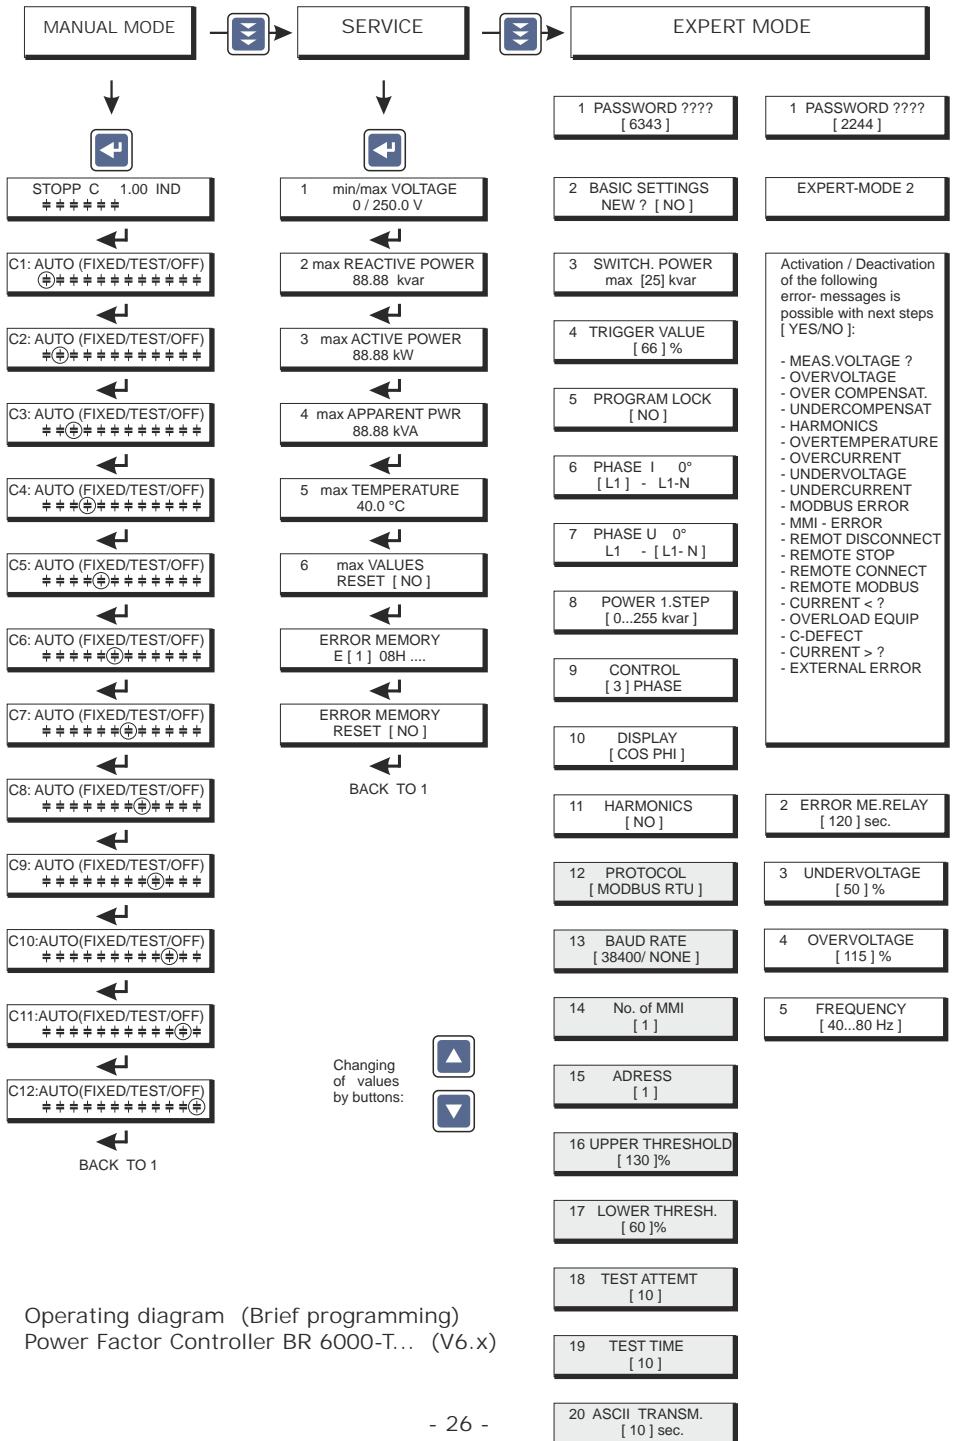 MANUAL MODE
SERVICE
EXPERT MODE
STOPP C 1.00 IND
C1: AUTO (FIXED/TEST/OFF)
C2: AUTO (FIXED/TEST/OFF)
C3: AUTO (FIXED/TEST/OFF)
C4: AUTO (FIXED/TEST/OFF)
C5: AUTO (FIXED/TEST/OFF)
C6: AUTO (FIXED/TEST/OFF)
C7: AUTO (FIXED/TEST/OFF)
C8: AUTO (FIXED/TEST/OFF)
C9: AUTO (FIXED/TEST/OFF)
C10:AUTO(FIXED/TEST/OFF)
C11:AUTO(FIXED/TEST/OFF)
C12:AUTO(FIXED/TEST/OFF)
BACK TO 1
1 min/max VOLTAGE
0 / 250.0 V
2 max REACTIVE POWER
88.88 kvar
3 max ACTIVE POWER
88.88 kW
4 max APPARENT PWR
88.88 kVA
5 max TEMPERATURE
40.0 °C
6 max VALUES
RESET [ NO ]
ERROR MEMORY
E [ 1 ] 08H ....
ERROR MEMORY
RESET [ NO ]
BACK TO 1
Changing
of values
by buttons:
1 PASSWORD ????
[ 6343 ]
2 BASIC SETTINGS
NEW ? [ NO ]
3 SWITCH. POWER
max [25] kvar
4 TRIGGER VALUE
[ 66 ] %
5 PROGRAM LOCK
[ NO ]
6 PHASE I 0°
[ L1 ] - L1-N
7 PHASE U 0°
L1 - [ L1- N ]
8 POWER 1.STEP
[ 0...255 kvar ]
9 CONTROL
[ 3 ] PHASE
10 DISPLAY
[ COS PHI ]
11 HARMONICS
[ NO ]
12 PROTOCOL
[ MODBUS RTU ]
13 BAUD RATE
[ 38400/ NONE ]
14 No. of MMI
[ 1 ]
15 ADRESS
[ 1 ]
16 UPPER THRESHOLD
[ 130 ]%
17 LOWER THRESH.
[ 60 ]%
18 TEST ATTEMT
[ 10 ]
19 TEST TIME
[ 10 ]
20 ASCII TRANSM.
[ 10 ] sec.
1 PASSWORD ????
[ 2244 ]
EXPERT-MODE 2
Activation / Deactivation
of the following
error- messages is
possible with next steps
[ YES/NO ]:
- MEAS.VOLTAGE ?
- OVERVOLTAGE
- OVER COMPENSAT.
- UNDERCOMPENSAT
- HARMONICS
- OVERTEMPERATURE
- OVERCURRENT
- UNDERVOLTAGE
- UNDERCURRENT
- MODBUS ERROR
- MMI - ERROR
- REMOT DISCONNECT
- REMOTE STOP
- REMOTE CONNECT
- REMOTE MODBUS
- CURRENT < ?
- OVERLOAD EQUIP
- C-DEFECT
- CURRENT > ?
- EXTERNAL ERROR
2 ERROR ME.RELAY
[ 120 ] sec.
3 UNDERVOLTAGE
[ 50 ] %
4 OVERVOLTAGE
[ 115 ] %
5 FREQUENCY
[ 40...80 Hz ]
Operating diagram (Brief programming)
Power Factor Controller BR 6000-T... (V6.x)
- 26 -